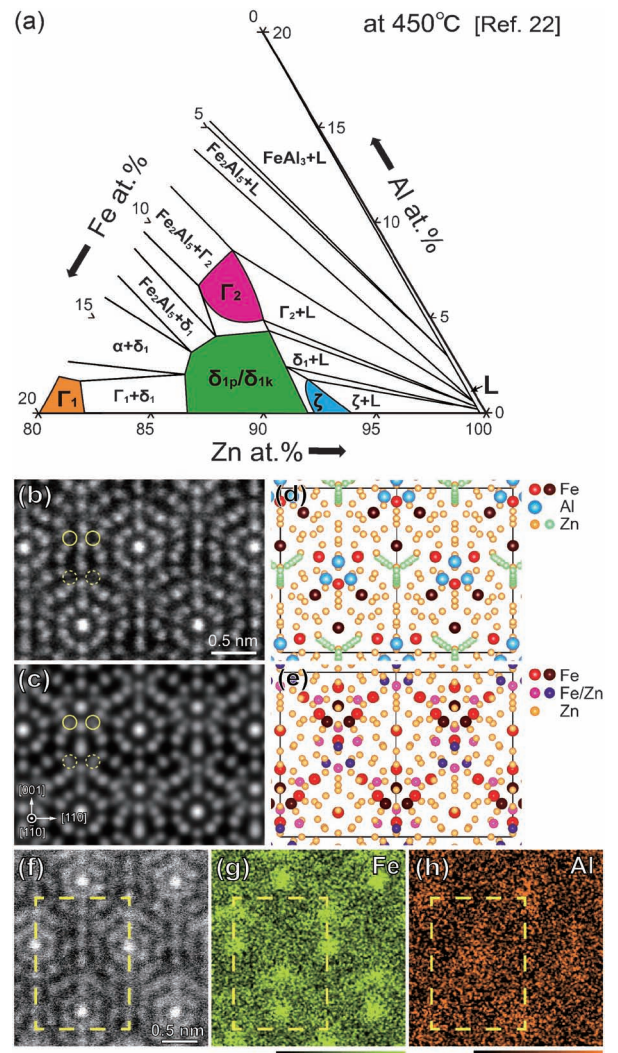 (a)
at 450°C [Ref. 22]
0
20
15
10
5
0
Al at.%
Fe at.%
5
10
15
20
FeAl₃+L
Fe₂Al₅+L
Fe₂Al₅+Γ₂
Fe₂Al₅+δ₁
Γ₂
Γ₂+L
α+δ₁
δ₁+L
δ₁ₚ/δ₁ₖ
Γ₁
Γ₁+δ₁
ζ
ζ+L
L
80
85
90
95
100
Zn at.%
(b)
0.5 nm
(c)
[001]
[110]
[1̄10]
(d)
Fe
Al
Zn
(e)
Fe
Fe/Zn
Zn
(f)
0.5 nm
(g)
Fe
(h)
Al